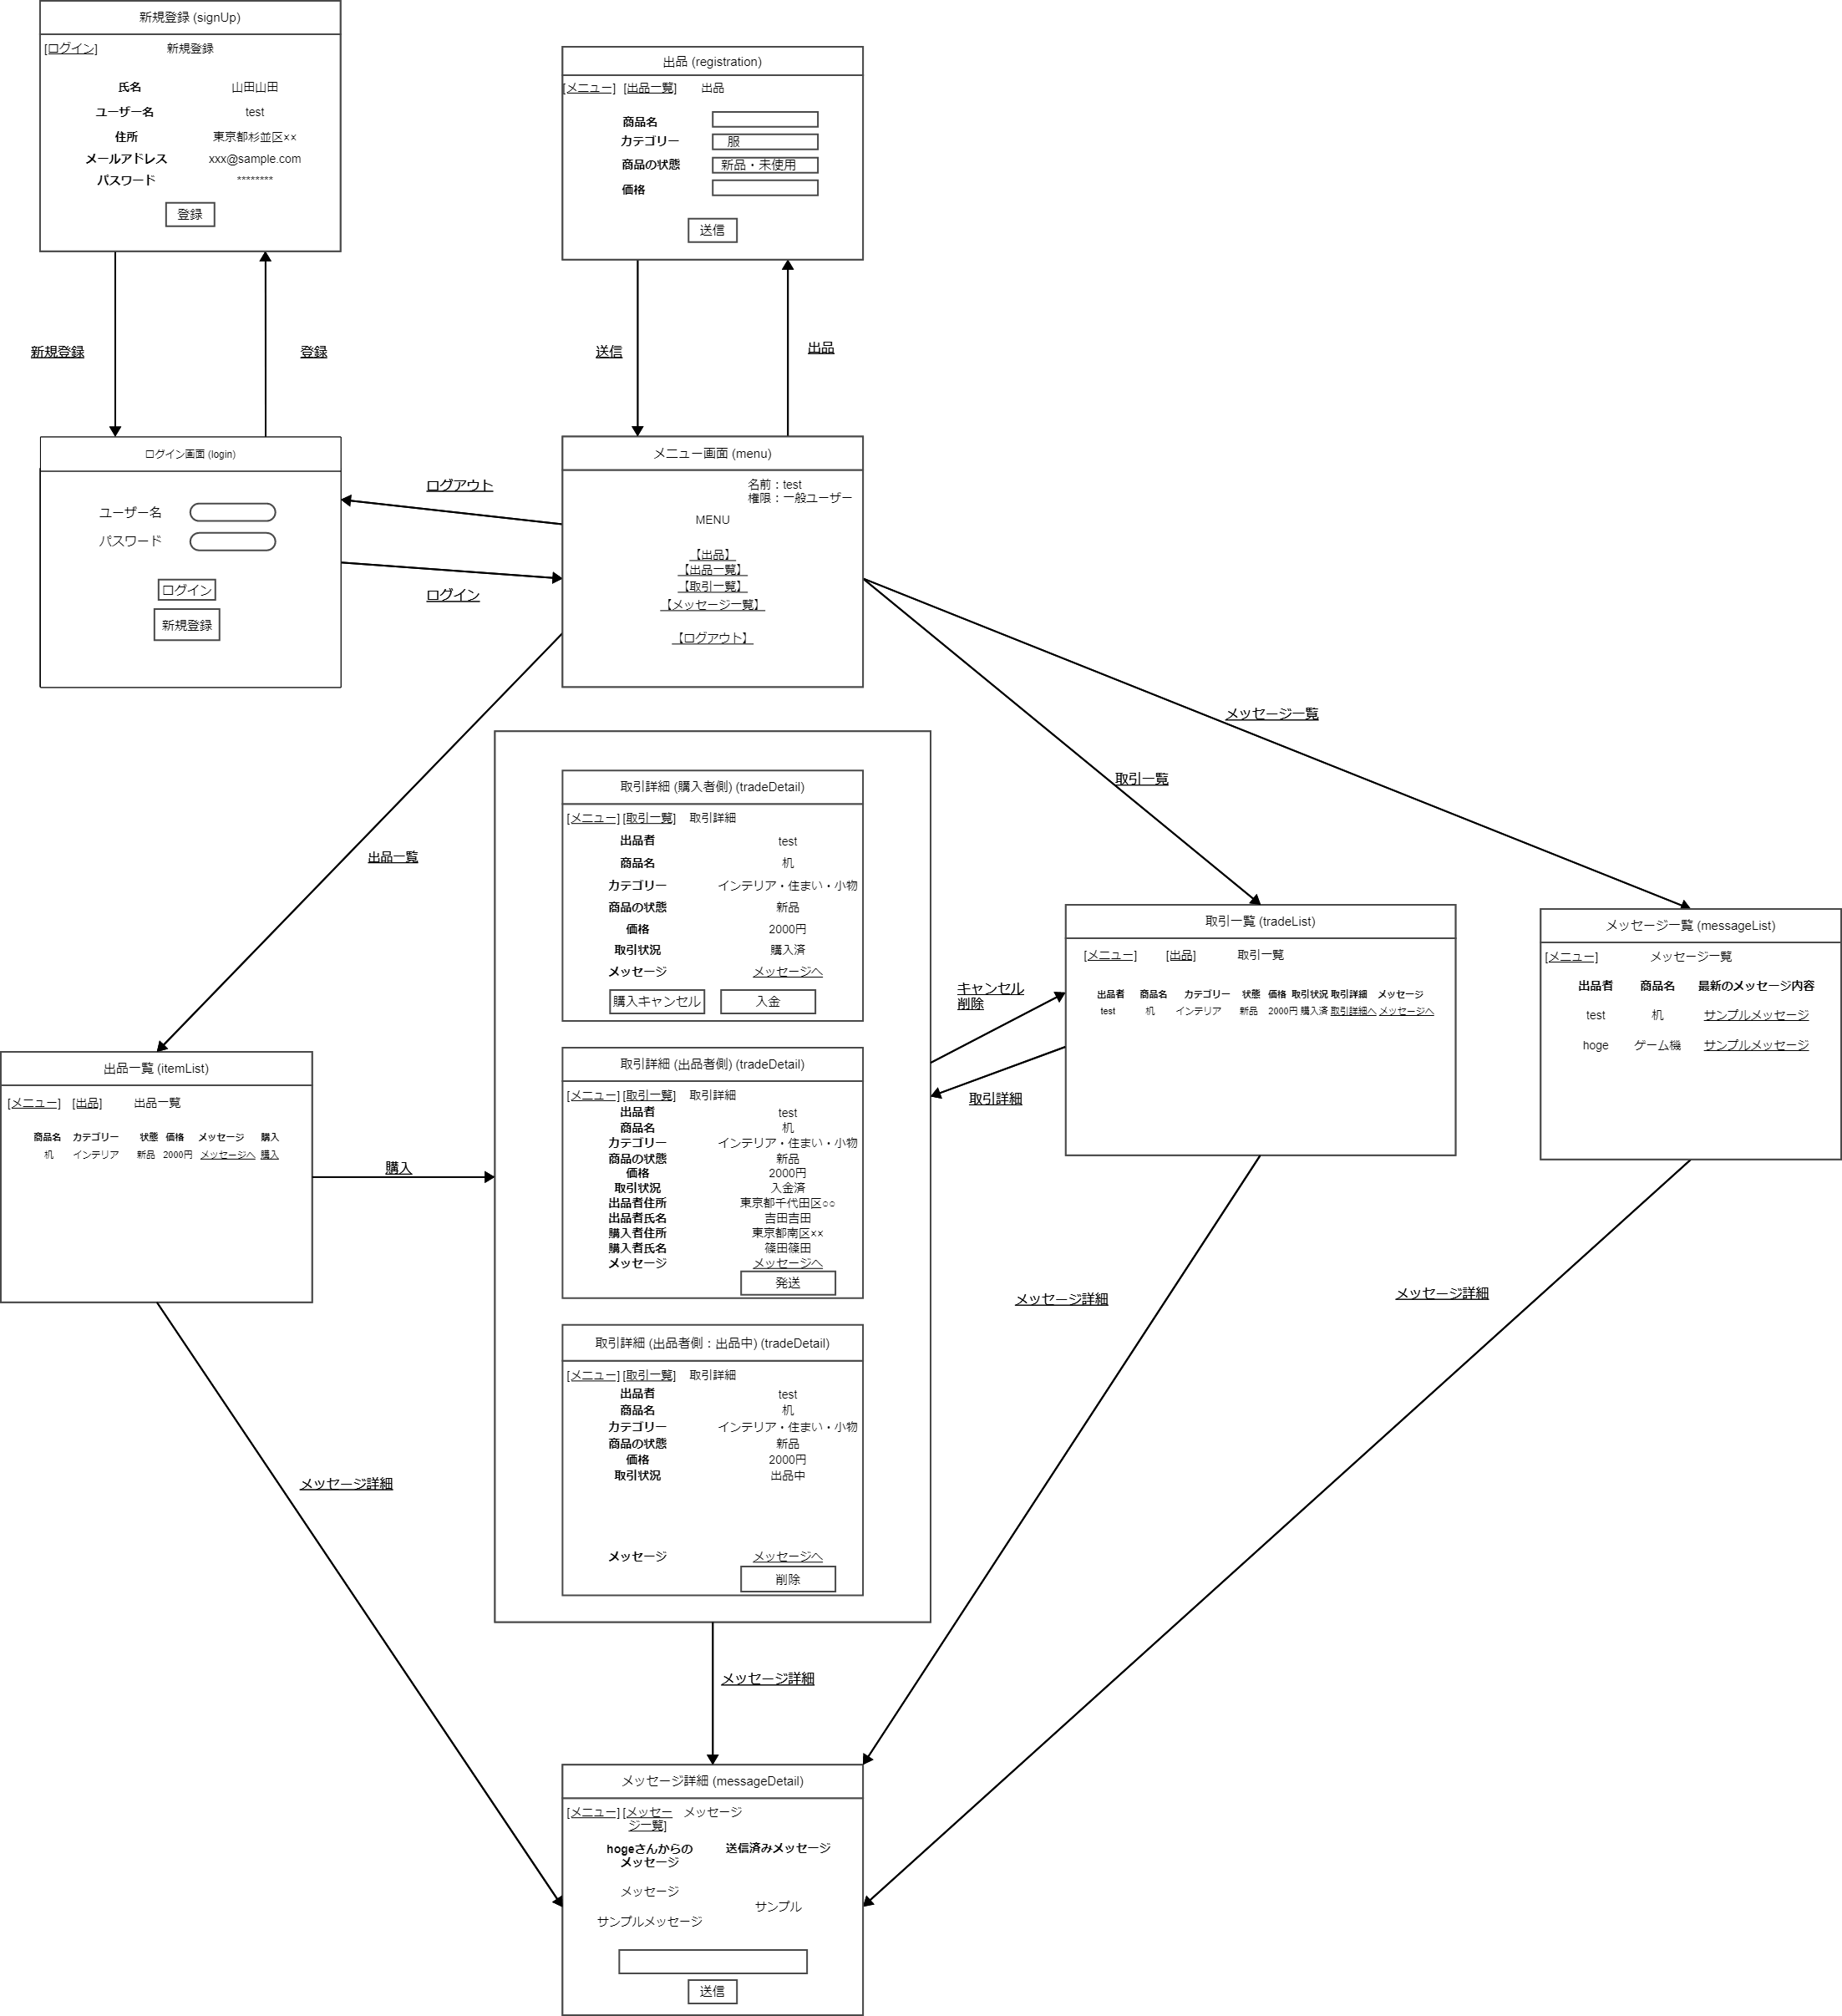 新規登録 (signUp)
[ログイン] 新規登録
氏名 山田山田
ユーザー名 test
住所 東京都杉並区××
メールアドレス xxx@sample.com
パスワード ********
登録
出品 (registration)
[メニュー] [出品一覧] 出品
商品名
カテゴリー 服
商品の状態 新品・未使用
価格
送信
新規登録
登録
送信
出品
ログイン画面 (login)
ユーザー名
パスワード
ログイン
新規登録
ログアウト
ログイン
メニュー画面 (menu)
名前：test
権限：一般ユーザー
MENU
【出品】
【出品一覧】
【取引一覧】
【メッセージ一覧】
【ログアウト】
メッセージ一覧
取引一覧
出品一覧
取引詳細 (購入者側) (tradeDetail)
[メニュー] [取引一覧] 取引詳細
出品者 test
商品名 机
カテゴリー インテリア・住まい・小物
商品の状態 新品
価格 2000円
取引状況 購入済
メッセージ メッセージへ
購入キャンセル 入金
取引詳細 (出品者側) (tradeDetail)
[メニュー] [取引一覧] 取引詳細
出品者 test
商品名 机
カテゴリー インテリア・住まい・小物
商品の状態 新品
価格 2000円
取引状況 入金済
出品者住所 東京都千代田区○○
出品者氏名 吉田吉田
購入者住所 東京都南区××
購入者氏名 篠田篠田
メッセージ メッセージへ
発送
取引詳細 (出品者側：出品中) (tradeDetail)
[メニュー] [取引一覧] 取引詳細
出品者 test
商品名 机
カテゴリー インテリア・住まい・小物
商品の状態 新品
価格 2000円
取引状況 出品中
メッセージ メッセージへ
削除
キャンセル
削除
取引詳細
取引一覧 (tradeList)
[メニュー] [出品] 取引一覧
出品者 商品名 カテゴリー 状態 価格 取引状況 取引詳細 メッセージ
test 机 インテリア 新品 2000円 購入済 取引詳細へ メッセージへ
メッセージ一覧 (messageList)
[メニュー] メッセージ一覧
出品者 商品名 最新のメッセージ内容
test 机 サンプルメッセージ
hoge ゲーム機 サンプルメッセージ
出品一覧 (itemList)
[メニュー] [出品] 出品一覧
商品名 カテゴリー 状態 価格 メッセージ 購入
机 インテリア 新品 2000円 メッセージへ 購入
購入
メッセージ詳細
メッセージ詳細
メッセージ詳細
メッセージ詳細
メッセージ詳細 (messageDetail)
[メニュー] [メッセー メッセージ
ジ一覧]
hogeさんからの 送信済みメッセージ
メッセージ
メッセージ
サンプル
サンプルメッセージ
送信